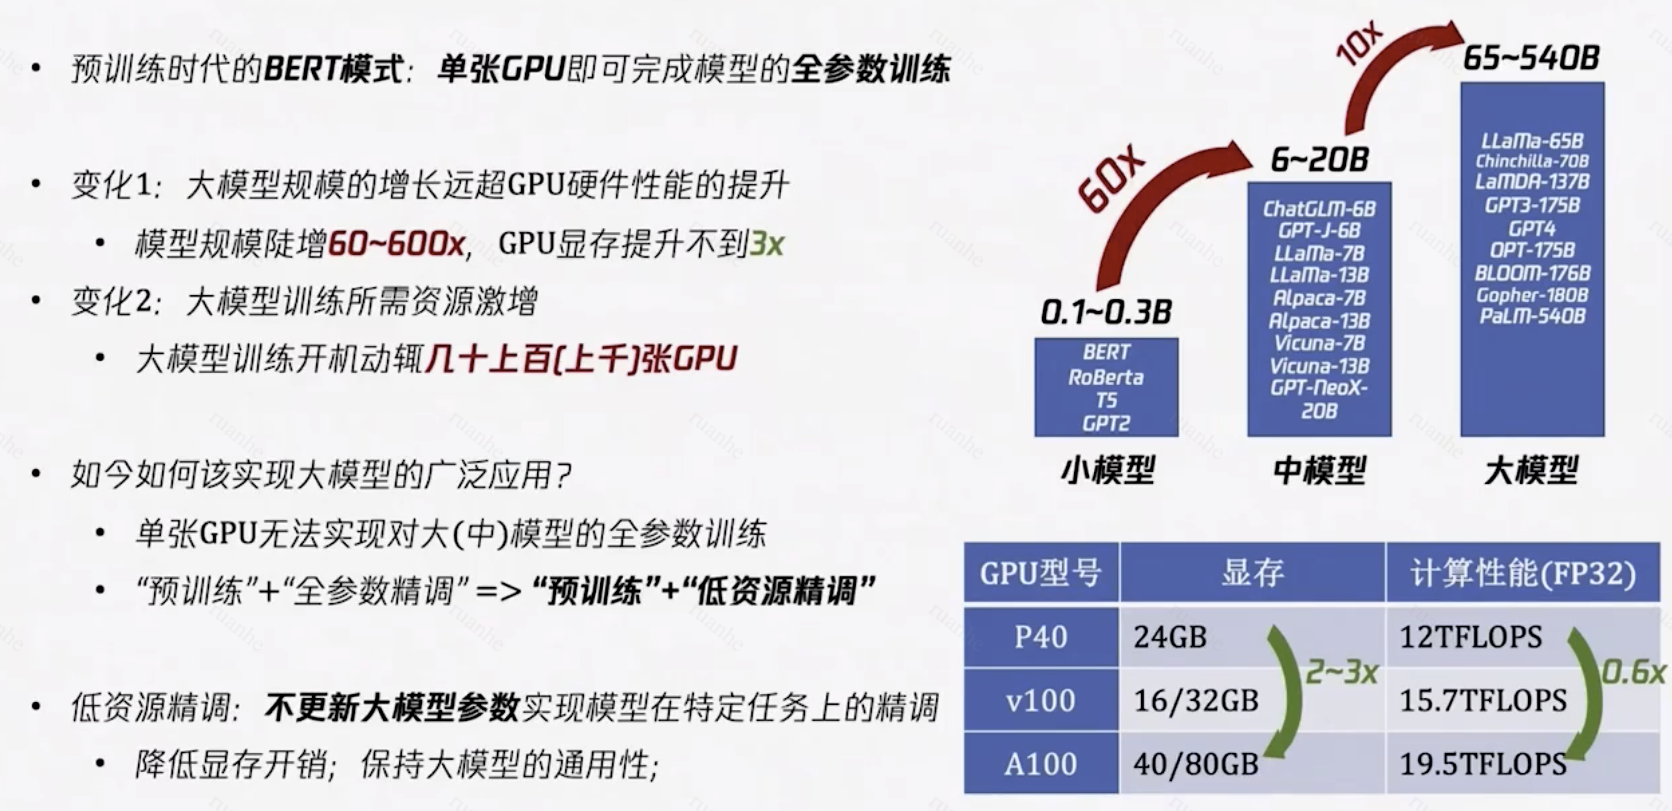 • 预训练时代的BERT模式：单张GPU即可完成模型的全参数训练
• 变化1：大模型规模的增长远超GPU硬件性能的提升
• 模型规模陡增60~600x，GPU显存提升不到3x
• 变化2：大模型训练所需资源激增
• 大模型训练开机动辄几十上百(上千)张GPU
• 如今如何该实现大模型的广泛应用？
• 单张GPU无法实现对大(中)模型的全参数训练
• “预训练”+“全参数精调” => “预训练”+“低资源精调”
• 低资源精调：不更新大模型参数实现模型在特定任务上的精调
• 降低显存开销；保持大模型的通用性；
60x
10x
0.1~0.3B
BERT
RoBerta
T5
GPT2
小模型
6~20B
ChatGLM-6B
GPT-J-6B
LLaMa-7B
LLaMa-13B
Alpaca-7B
Alpaca-13B
Vicuna-7B
Vicuna-13B
GPT-NeoX-
20B
中模型
65~540B
LLaMa-65B
Chinchilla-70B
LaMDA-137B
GPT3-175B
GPT4
OPT-175B
BLOOM-176B
Gopher-180B
PaLM-540B
大模型
GPU型号 显存 计算性能(FP32)
P40 24GB 12TFLOPS
2~3x 0.6x
v100 16/32GB 15.7TFLOPS
A100 40/80GB 19.5TFLOPS
ruanhe